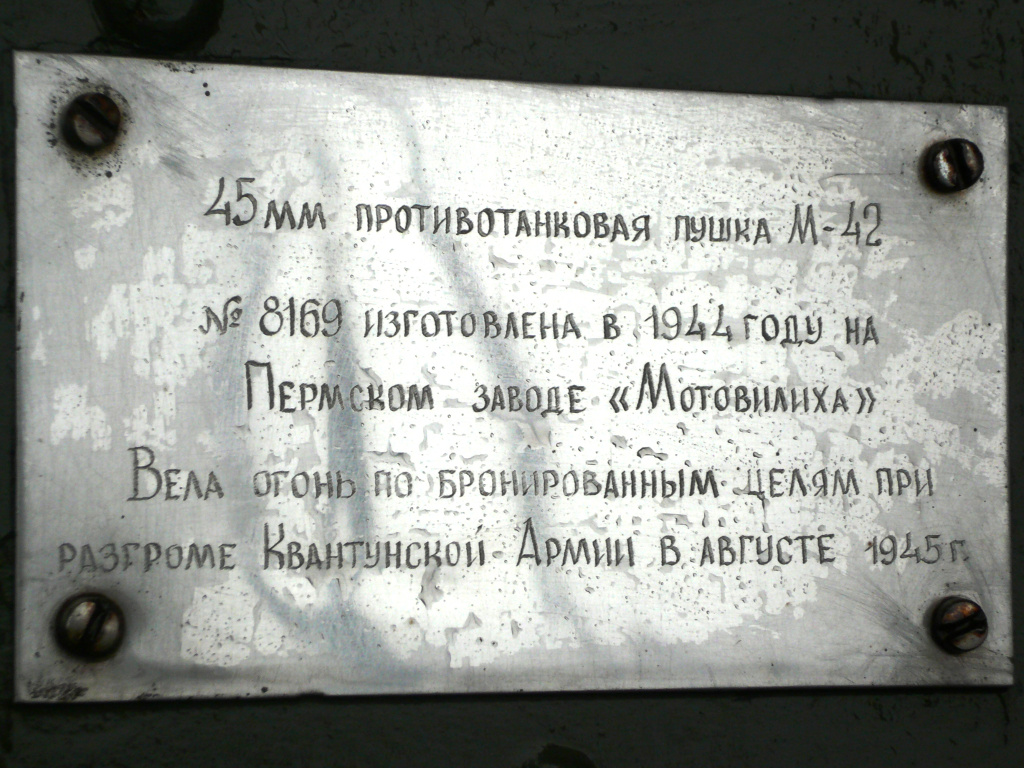 45мм противотанковая пушка М-42
№ 8169 изготовлена в 1944 году на
Пермском заводе «Мотовилиха»
Вела огонь по бронированным целям при
разгроме Квантунской Армии в августе 1945 г.